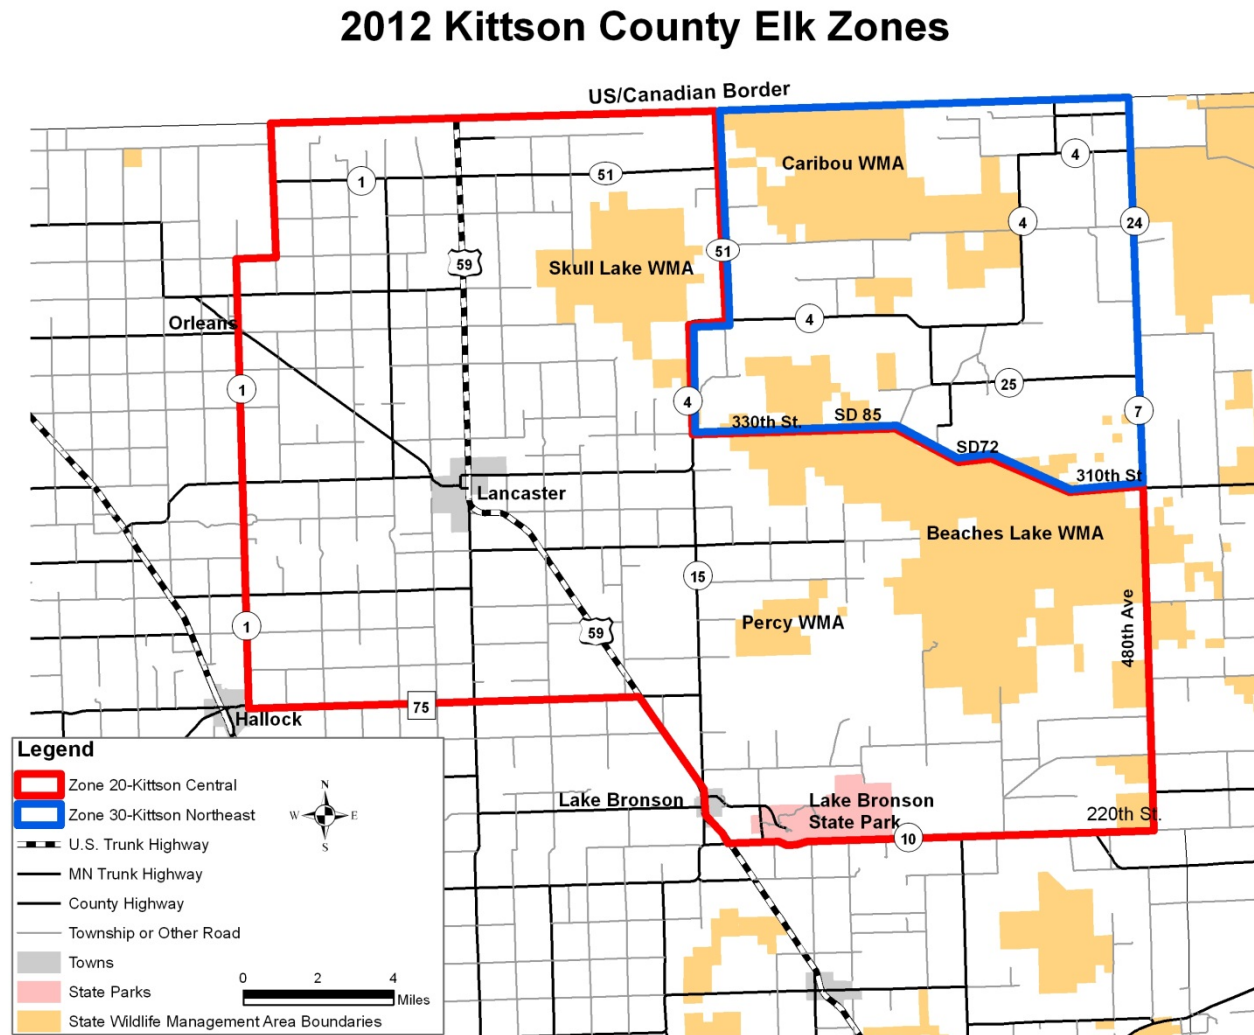 2012 Kittson County Elk Zones
US/Canadian Border
Caribou WMA
4
1
51
4
24
51
59
Skull Lake WMA
Orleans
4
25
1
4
7
SD 85
330th St.
SD72
310th St
Lancaster
Beaches Lake WMA
15
480th Ave
Percy WMA
1
59
75
Hallock
Lake Bronson
Lake Bronson
State Park
220th St.
10
Legend
Zone 20-Kittson Central
Zone 30-Kittson Northeast
U.S. Trunk Highway
MN Trunk Highway
County Highway
Township or Other Road
Towns
State Parks
State Wildlife Management Area Boundaries
N
W
E
S
0 2 4
Miles